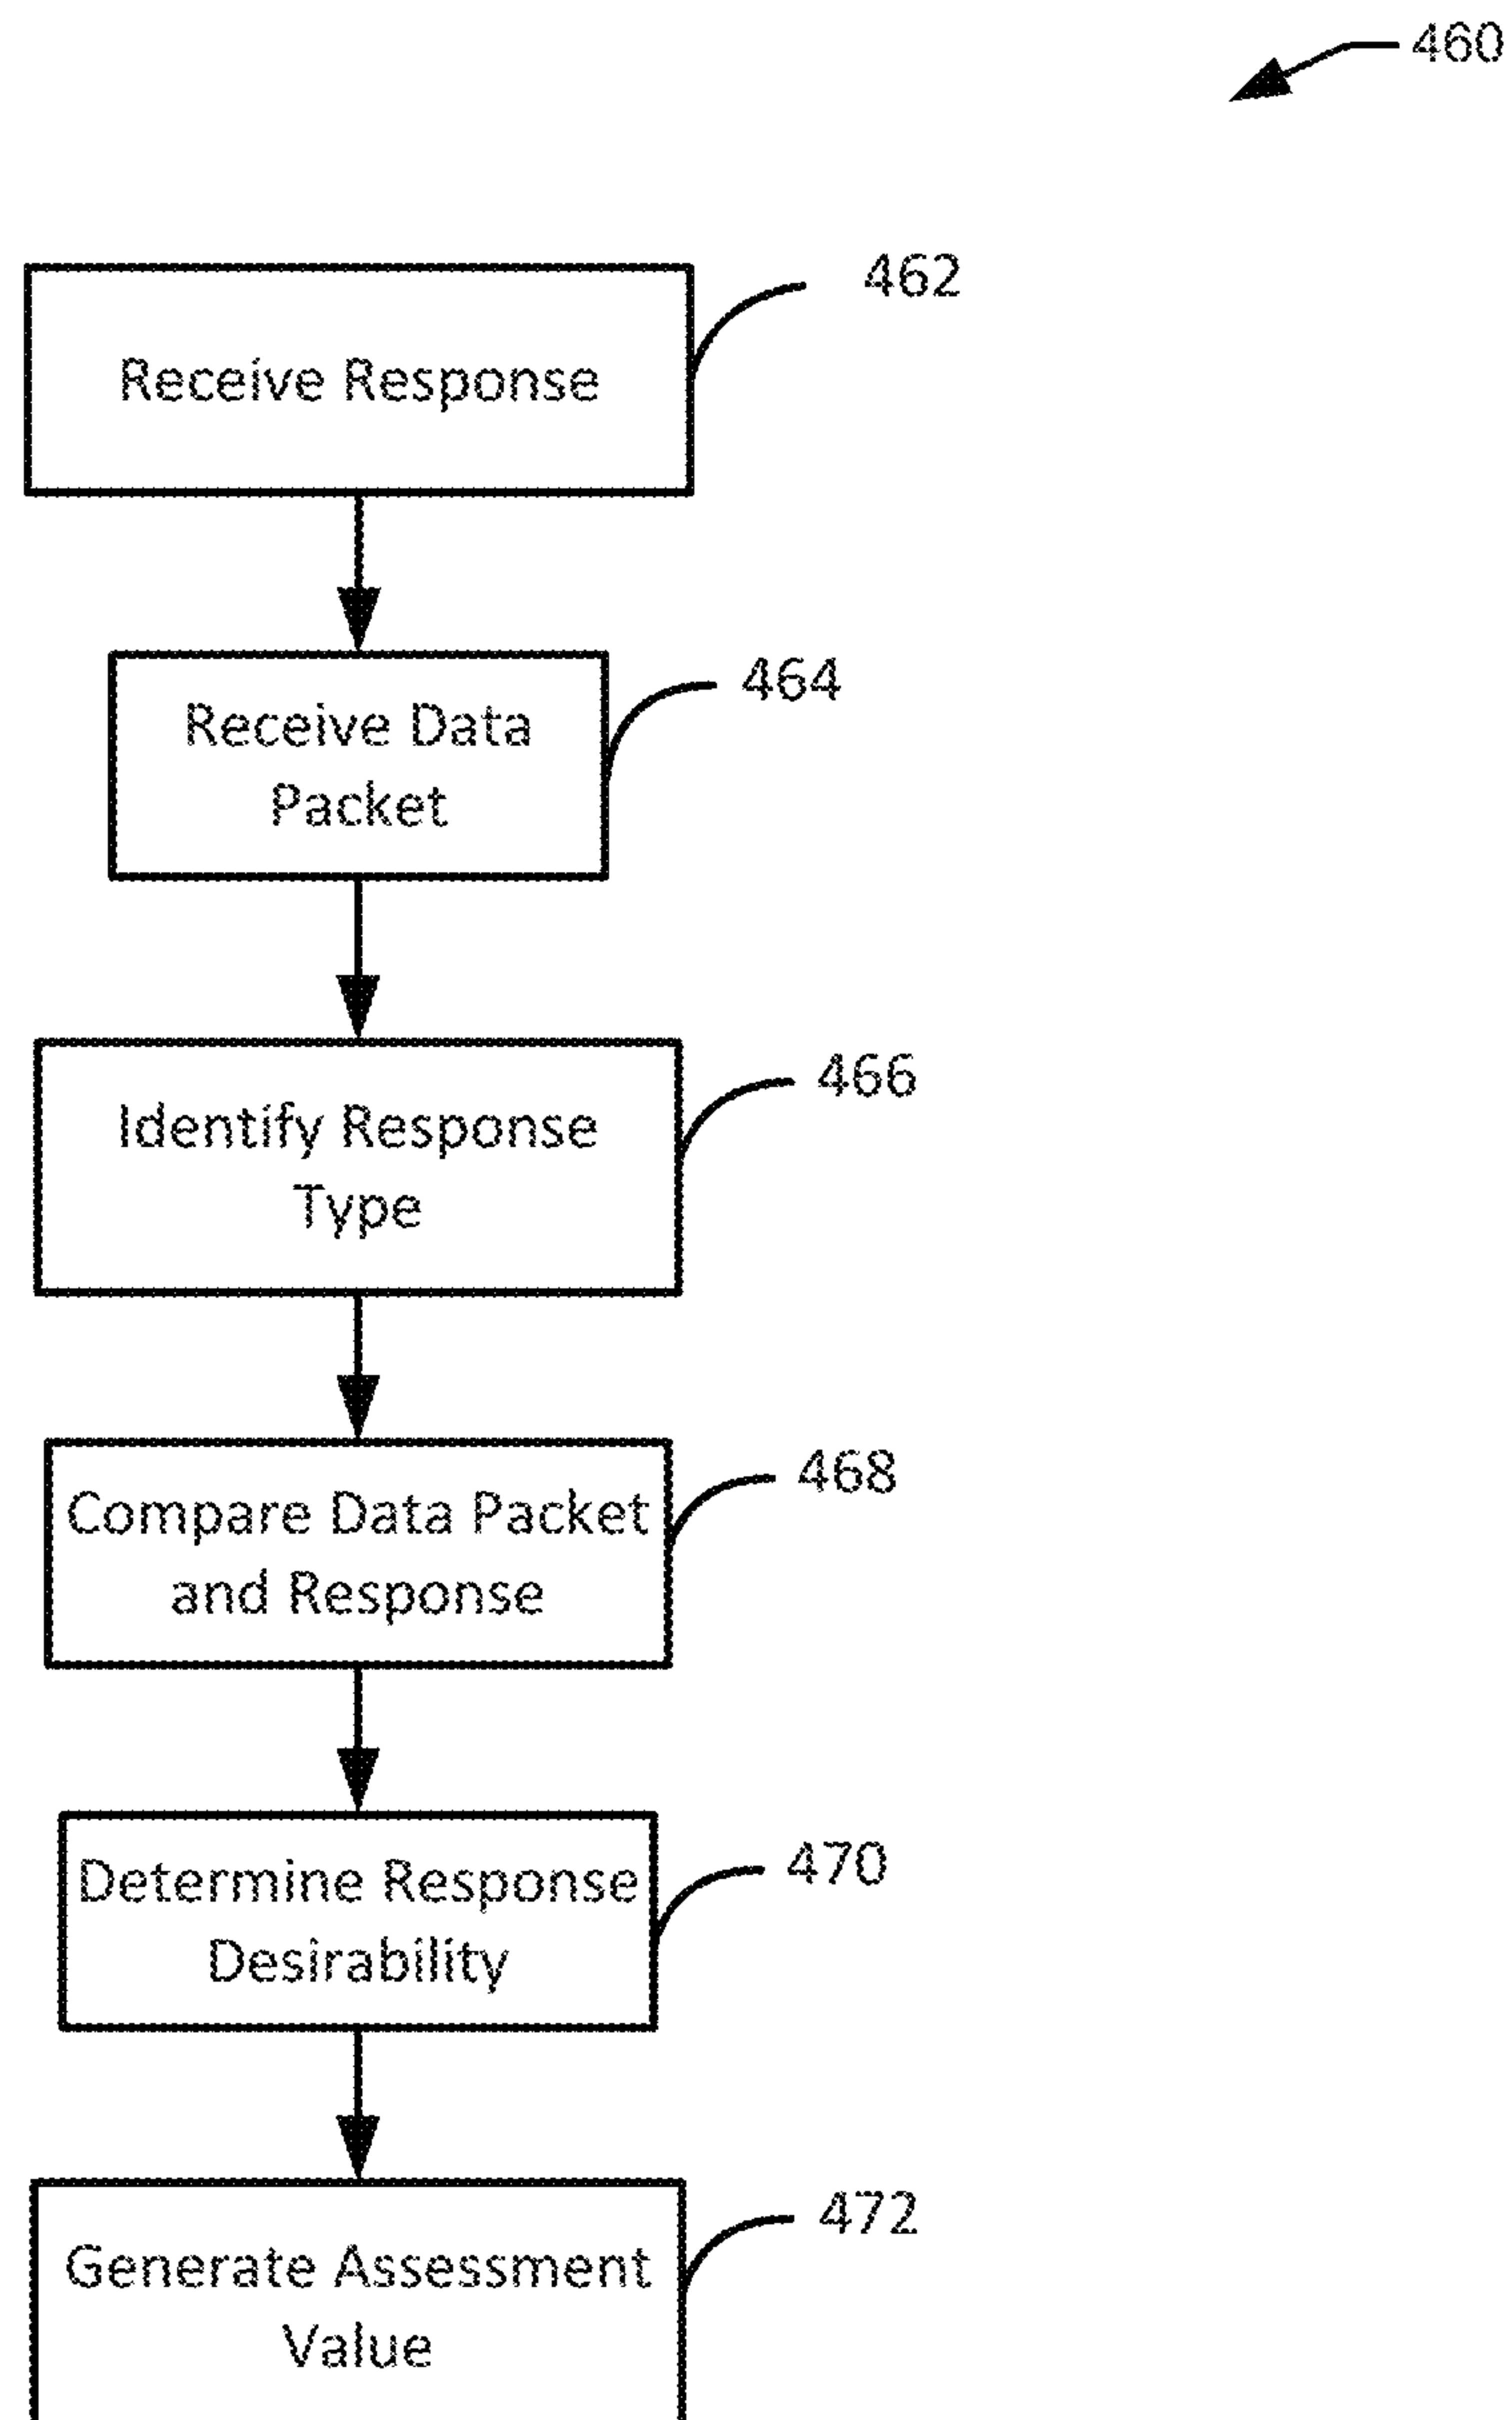 460
462
Receive Response
464
Receive Data
Packet
466
Identify Response
Type
468
Compare Data Packet
and Response
470
Determine Response
Desirability
472
Generate Assessment
Value